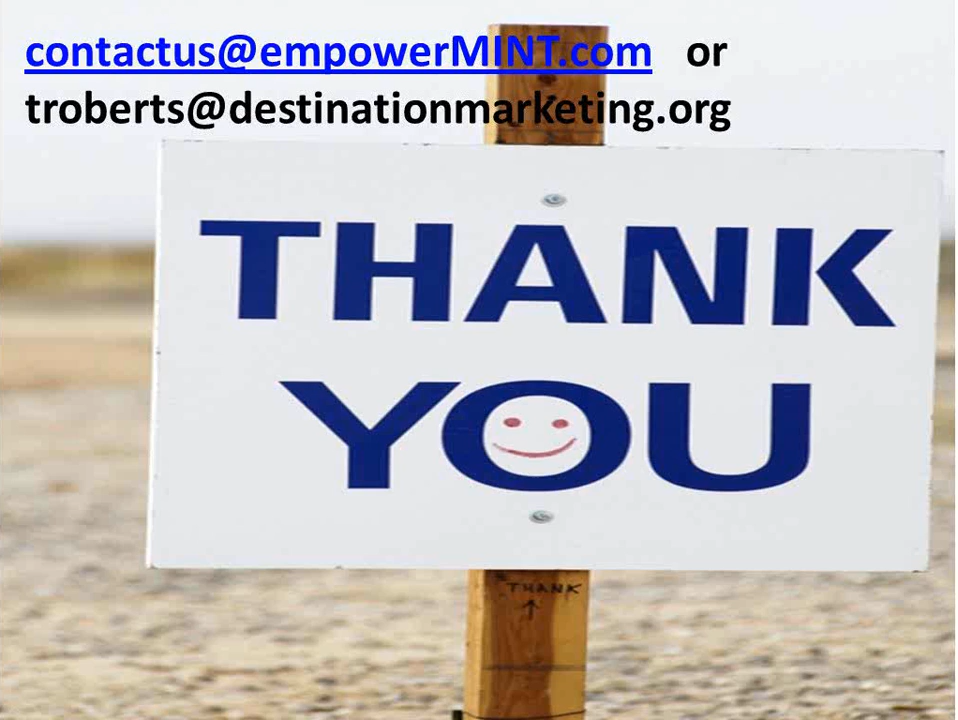 contactus@empowerMINT.com or
troberts@destinationmarketing.org
THANK
YOU
THANK